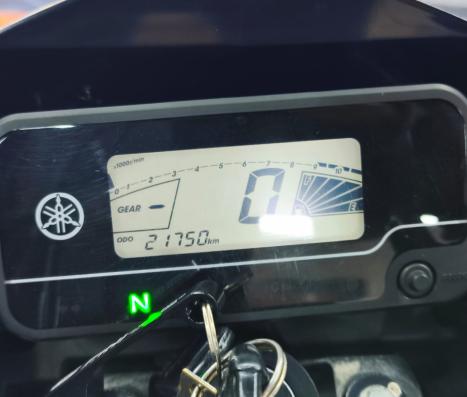 x1000r/min
0 1 2 3 4 5 6 7 8 9 10
GEAR -
0
E
ODO 21750km
N